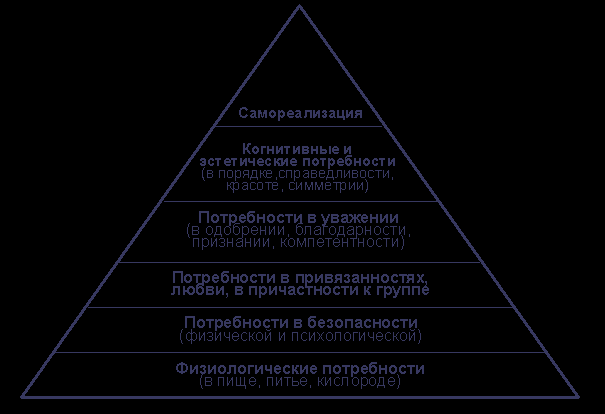 Самореализация
Когнитивные и
эстетические потребности
(в порядке,справедливости,
красоте, симметрии)
Потребности в уважении
(в одобрении, благодарности,
признании, компетентности)
Потребности в привязанностях,
любви, в причастности к группе
Потребности в безопасности
(физической и психологической)
Физиологические потребности
(в пище, питье, кислороде)